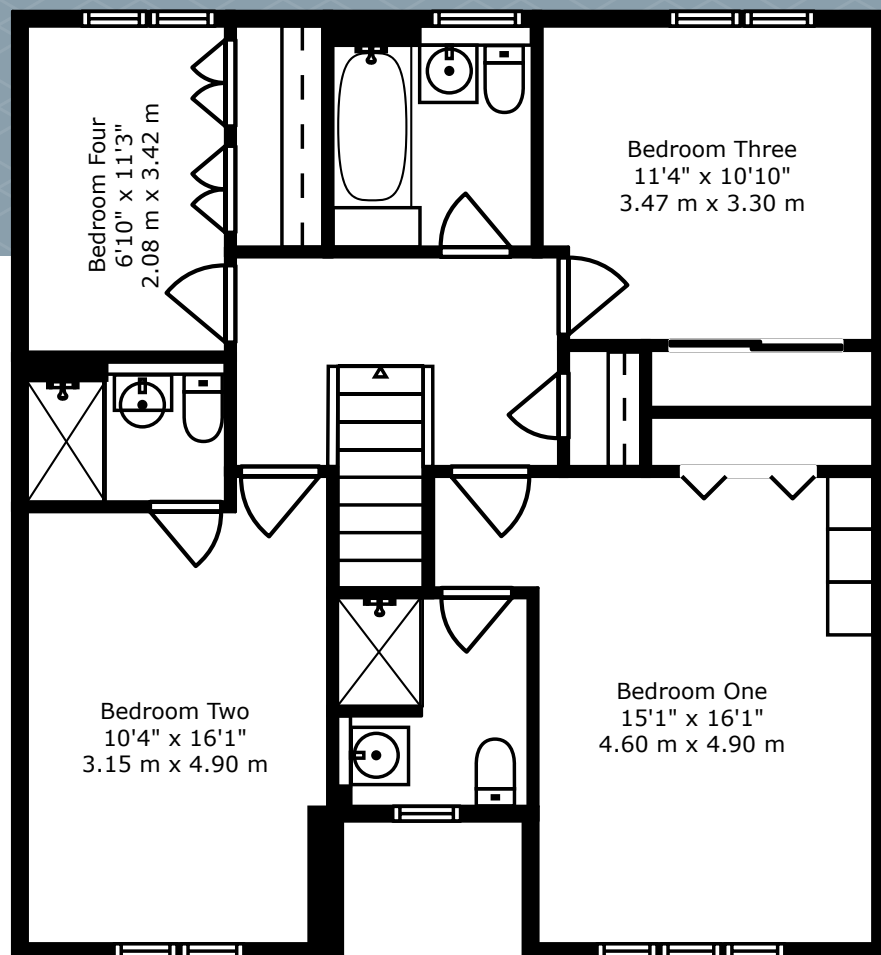 Bedroom Four
6'10" x 11'3"
2.08 m x 3.42 m
Bedroom Three
11'4" x 10'10"
3.47 m x 3.30 m
Bedroom Two
10'4" x 16'1"
3.15 m x 4.90 m
Bedroom One
15'1" x 16'1"
4.60 m x 4.90 m